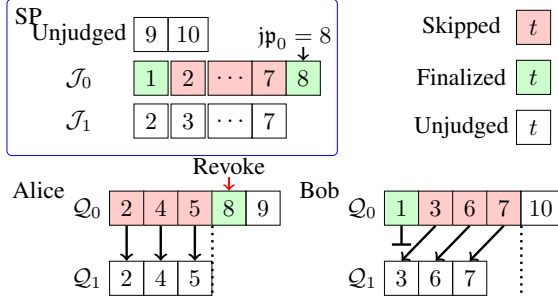 SP
Unjudged 9 10
𝔧𝔭₀ = 8
𝒥₀ 1 2 ⋯ 7 8
𝒥₁ 2 3 ⋯ 7
Skipped t
Finalized t
Unjudged t
Alice
Revoke
𝒬₀ 2 4 5 8 9
𝒬₁ 2 4 5
Bob
𝒬₀ 1 3 6 7 10
𝒬₁ 3 6 7